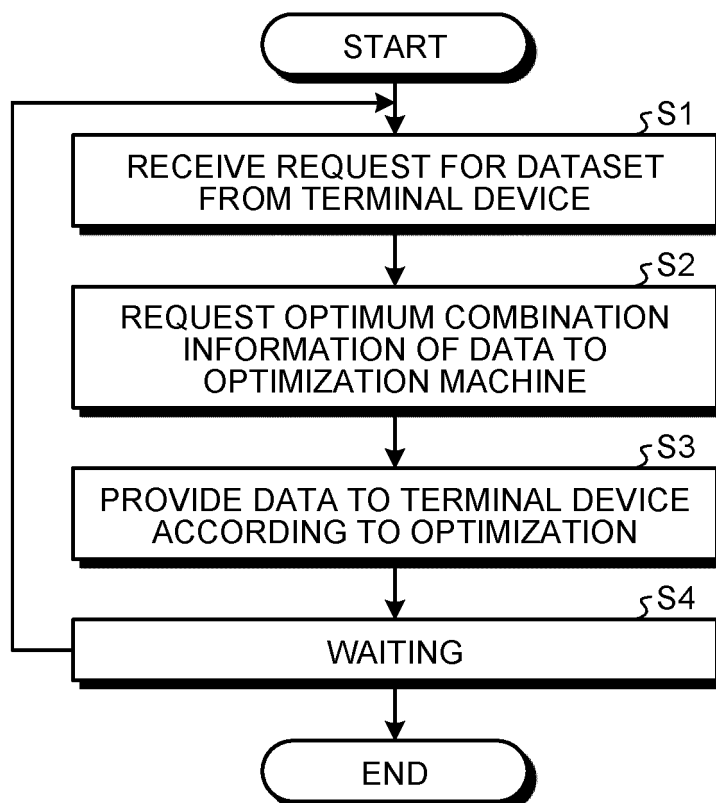 START
S1
RECEIVE REQUEST FOR DATASET
FROM TERMINAL DEVICE
S2
REQUEST OPTIMUM COMBINATION
INFORMATION OF DATA TO
OPTIMIZATION MACHINE
S3
PROVIDE DATA TO TERMINAL DEVICE
ACCORDING TO OPTIMIZATION
S4
WAITING
END